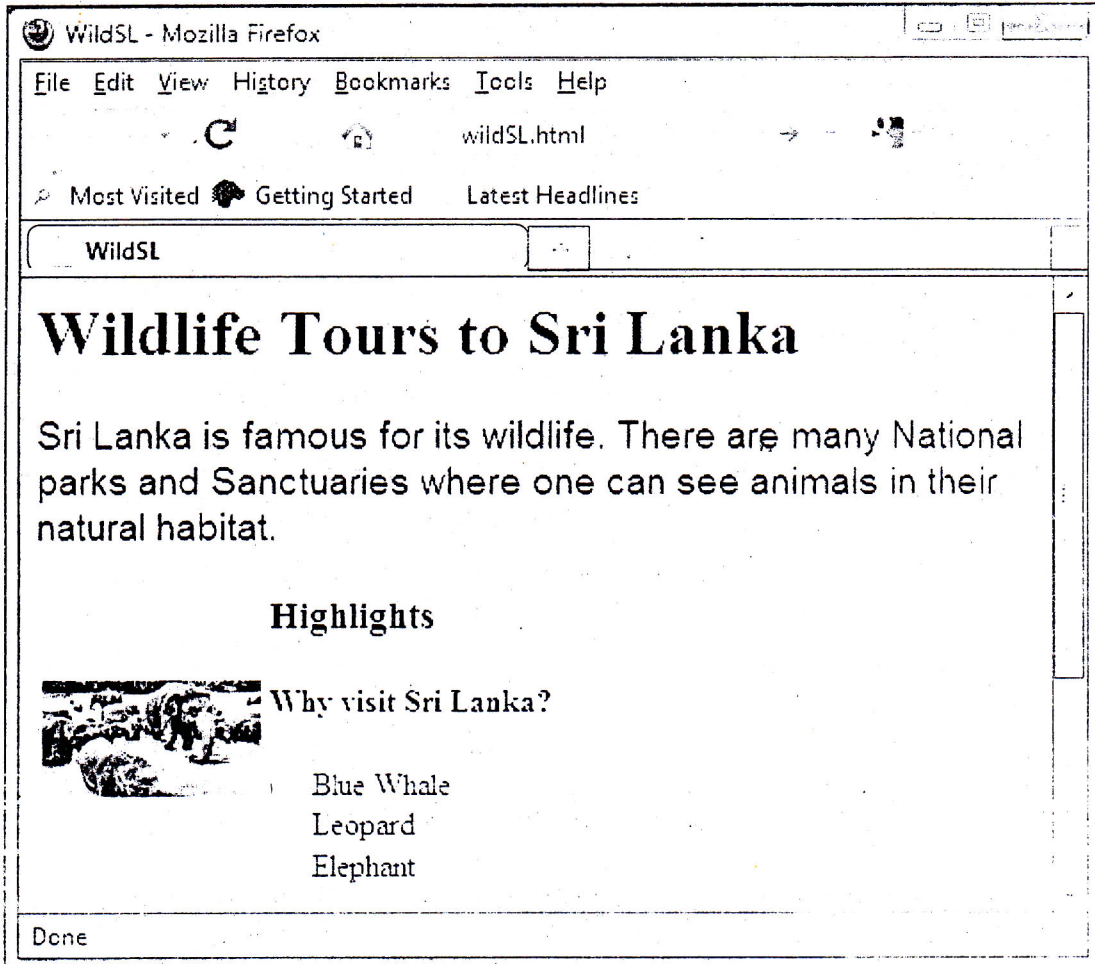 WildSL - Mozilla Firefox
File Edit View History Bookmarks Tools Help
wildSL.html
Most Visited Getting Started Latest Headlines
WildSL
Wildlife Tours to Sri Lanka
Sri Lanka is famous for its wildlife. There are many National
parks and Sanctuaries where one can see animals in their
natural habitat.
Highlights
Why visit Sri Lanka?
Blue Whale
Leopard
Elephant
Done